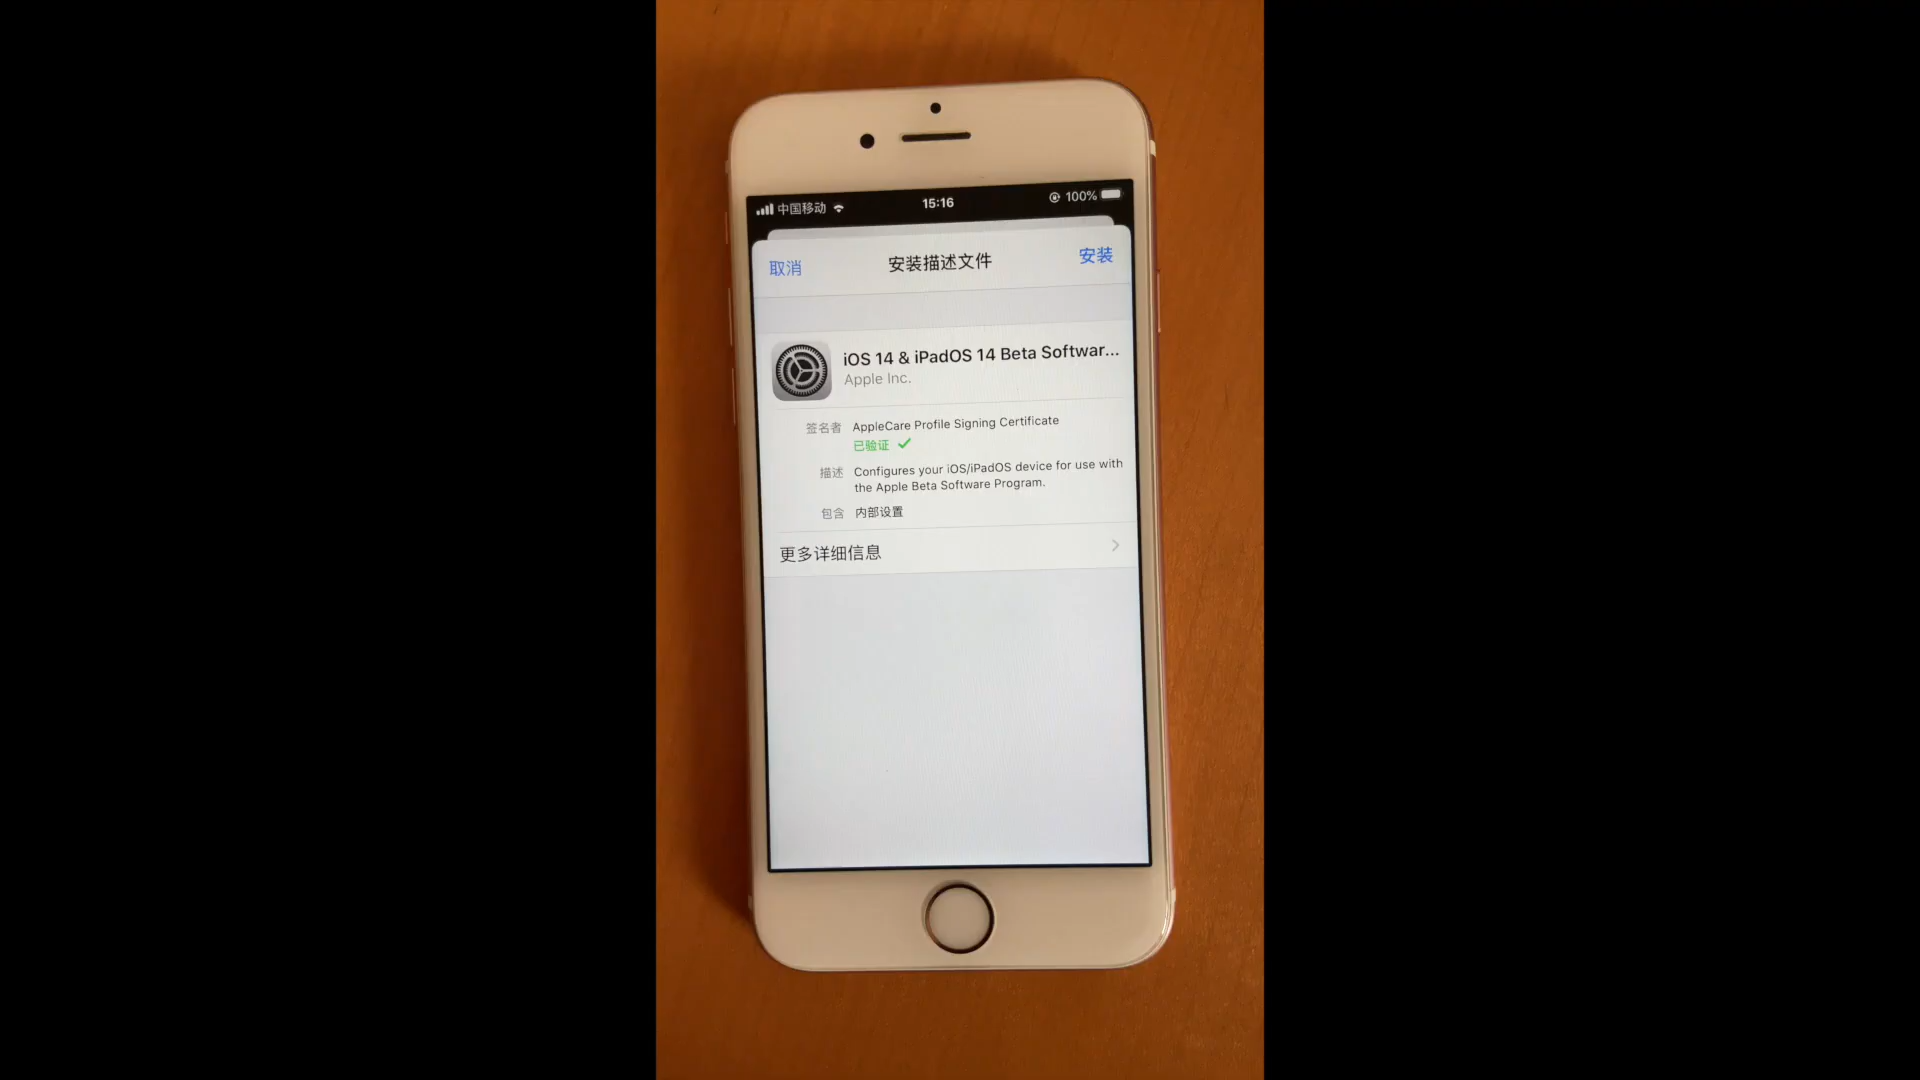 中国移动
15:16
100%
取消
安装描述文件
安装
iOS 14 & iPadOS 14 Beta Softwar...
Apple Inc.
签名者 AppleCare Profile Signing Certificate
已验证
描述 Configures your iOS/iPadOS device for use with
the Apple Beta Software Program.
包含 内部设置
更多详细信息